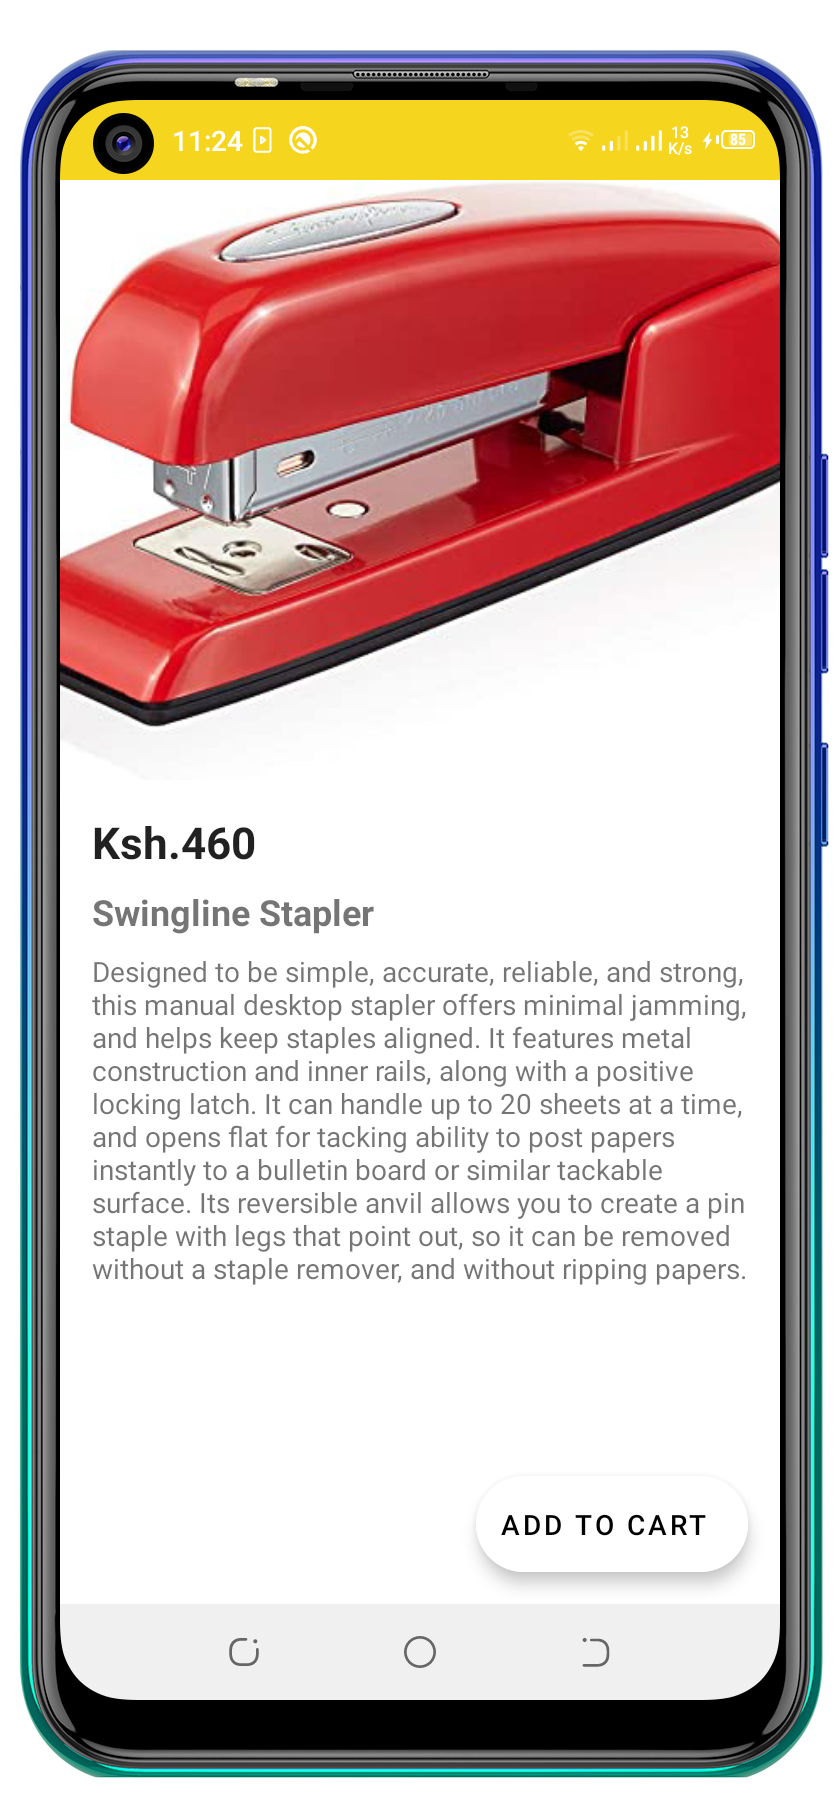 11:24
13
K/s
85
Ksh.460
Swingline Stapler
Designed to be simple, accurate, reliable, and strong,
this manual desktop stapler offers minimal jamming,
and helps keep staples aligned. It features metal
construction and inner rails, along with a positive
locking latch. It can handle up to 20 sheets at a time,
and opens flat for tacking ability to post papers
instantly to a bulletin board or similar tackable
surface. Its reversible anvil allows you to create a pin
staple with legs that point out, so it can be removed
without a staple remover, and without ripping papers.
ADD TO CART